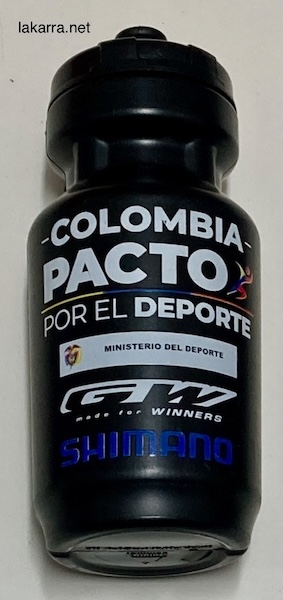 lakarra.net
-COLOMBIA-
PACTO
POR EL DEPORTE
MINISTERIO DEL DEPORTE
GW
made for WINNERS
SHIMANO